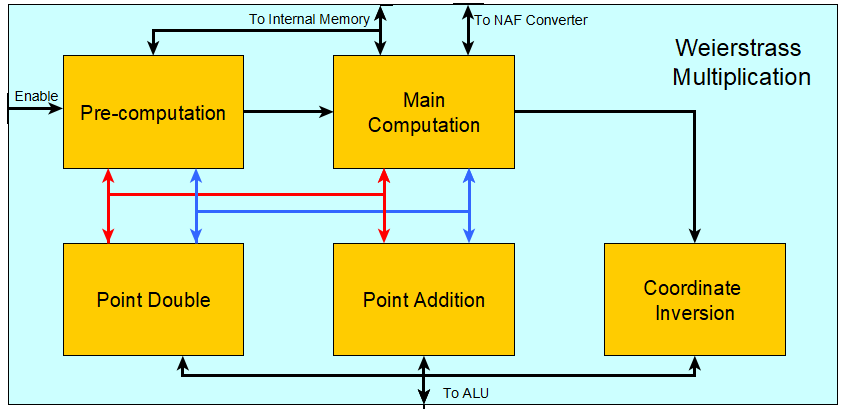 To Internal Memory
To NAF Converter
Weierstrass
Multiplication
Enable
Pre-computation
Main
Computation
Point Double
Point Addition
Coordinate
Inversion
To ALU